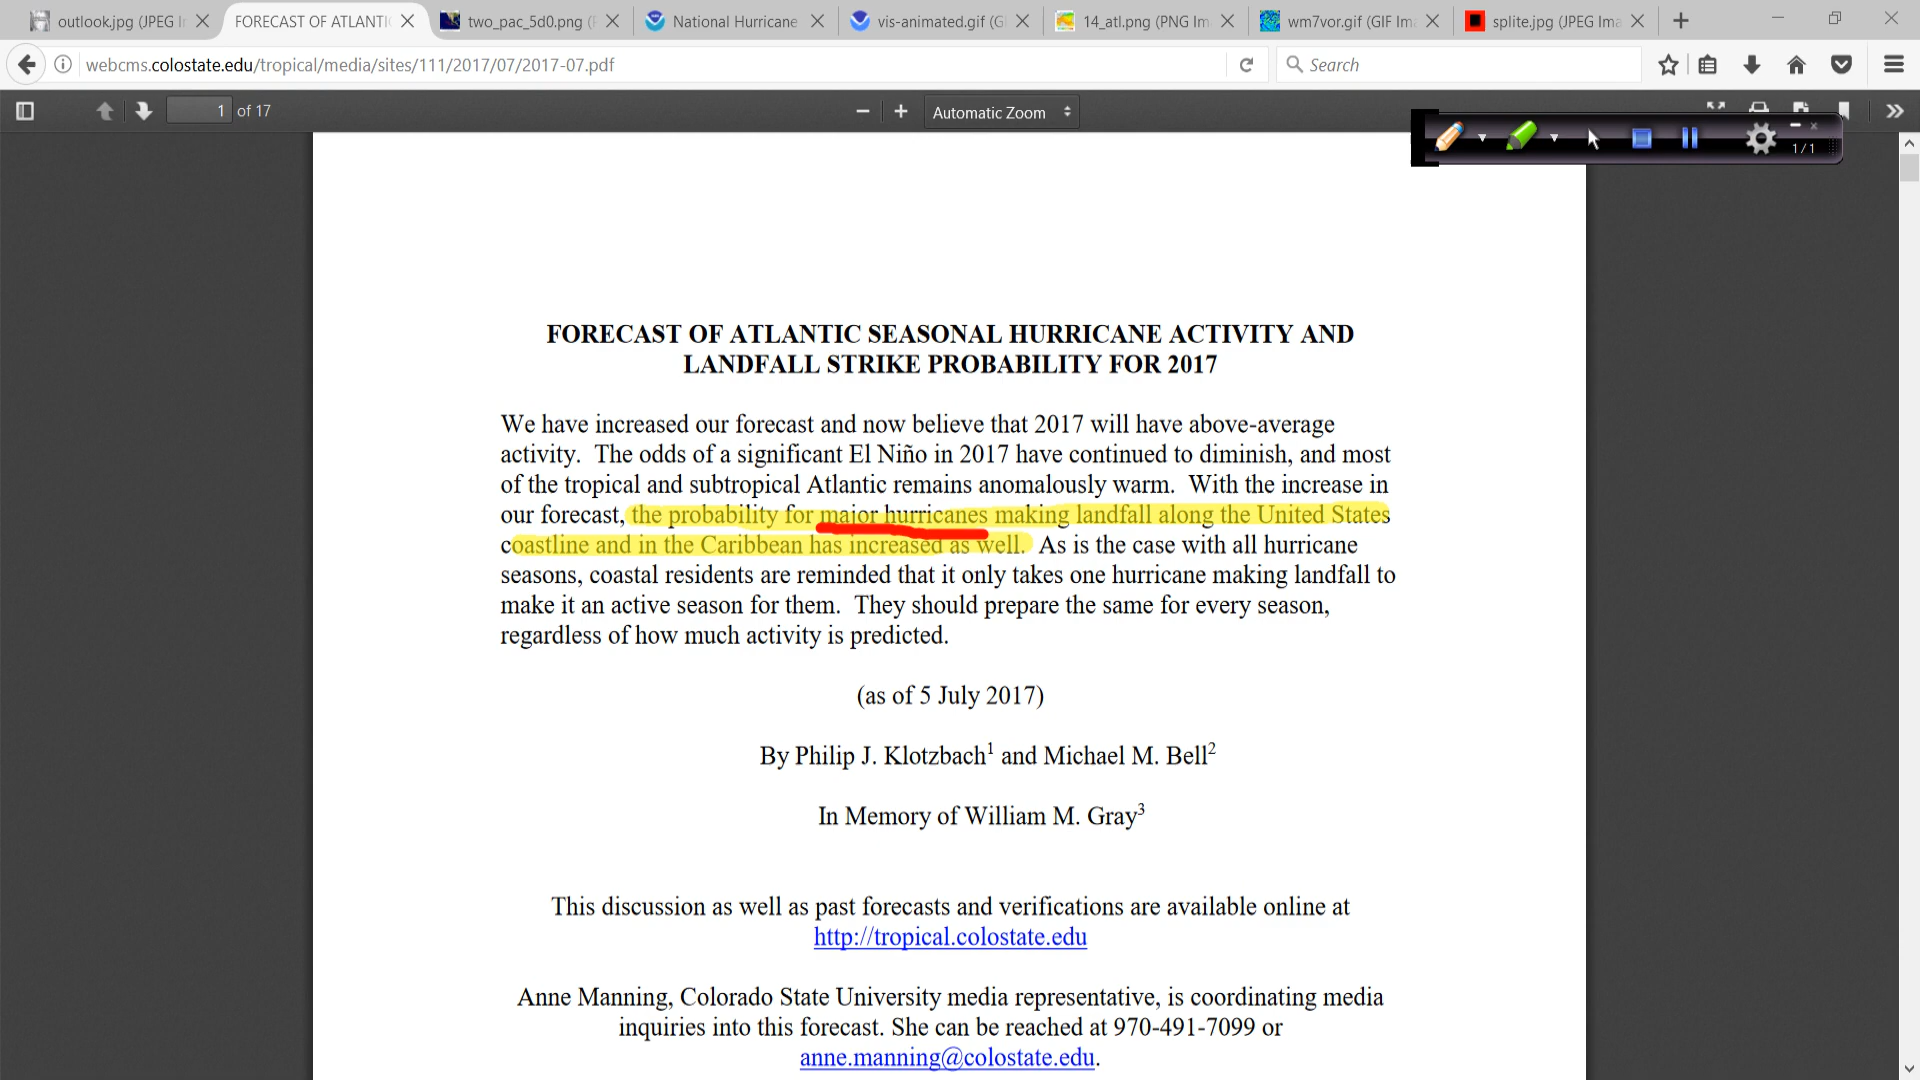 outlook.jpg (JPEG I
FORECAST OF ATLANTI
two_pac_5d0.png (
National Hurricane
vis-animated.gif (G
14_atl.png (PNG Im
wm7vor.gif (GIF Im
splite.jpg (JPEG Ima
webcms.colostate.edu/tropical/media/sites/111/2017/07/2017-07.pdf
Search
1 of 17
Automatic Zoom
1/1
FORECAST OF ATLANTIC SEASONAL HURRICANE ACTIVITY AND
LANDFALL STRIKE PROBABILITY FOR 2017
We have increased our forecast and now believe that 2017 will have above-average
activity. The odds of a significant El Niño in 2017 have continued to diminish, and most
of the tropical and subtropical Atlantic remains anomalously warm. With the increase in
our forecast, the probability for major hurricanes making landfall along the United States
coastline and in the Caribbean has increased as well. As is the case with all hurricane
seasons, coastal residents are reminded that it only takes one hurricane making landfall to
make it an active season for them. They should prepare the same for every season,
regardless of how much activity is predicted.
(as of 5 July 2017)
By Philip J. Klotzbach1 and Michael M. Bell2
In Memory of William M. Gray3
This discussion as well as past forecasts and verifications are available online at
http://tropical.colostate.edu
Anne Manning, Colorado State University media representative, is coordinating media
inquiries into this forecast. She can be reached at 970-491-7099 or
anne.manning@colostate.edu.